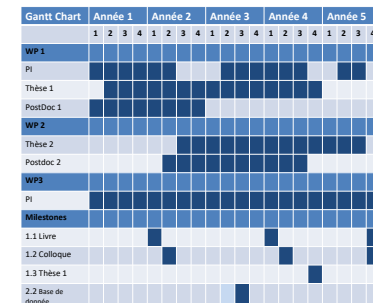 Gantt Chart Année 1 Année 2 Année 3 Année 4 Année 5
1 2 3 4 1 2 3 4 1 2 3 4 1 2 3 4 1 2 3 4
WP 1
PI
Thèse 1
PostDoc 1
WP 2
Thèse 2
Postdoc 2
WP3
PI
Milestones
1.1 Livre
1.2 Colloque
1.3 Thèse 1
2.2 Base de
donnée